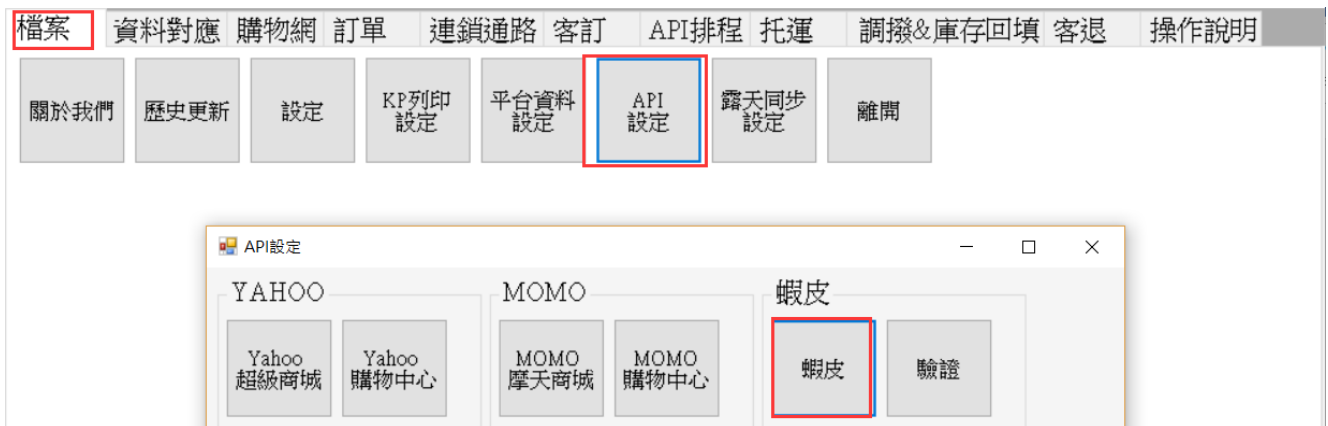 檔案 資料對應 購物網 訂單 連鎖通路 客訂 API排程 托運 調撥&庫存回填 客退 操作說明
關於我們 歷史更新 設定 KP列印 平台資料 API 露天同步 離開
設定 設定 設定 設定
API設定
YAHOO MOMO 蝦皮
Yahoo Yahoo MOMO MOMO 蝦皮 驗證
超級商城 購物中心 摩天商城 購物中心